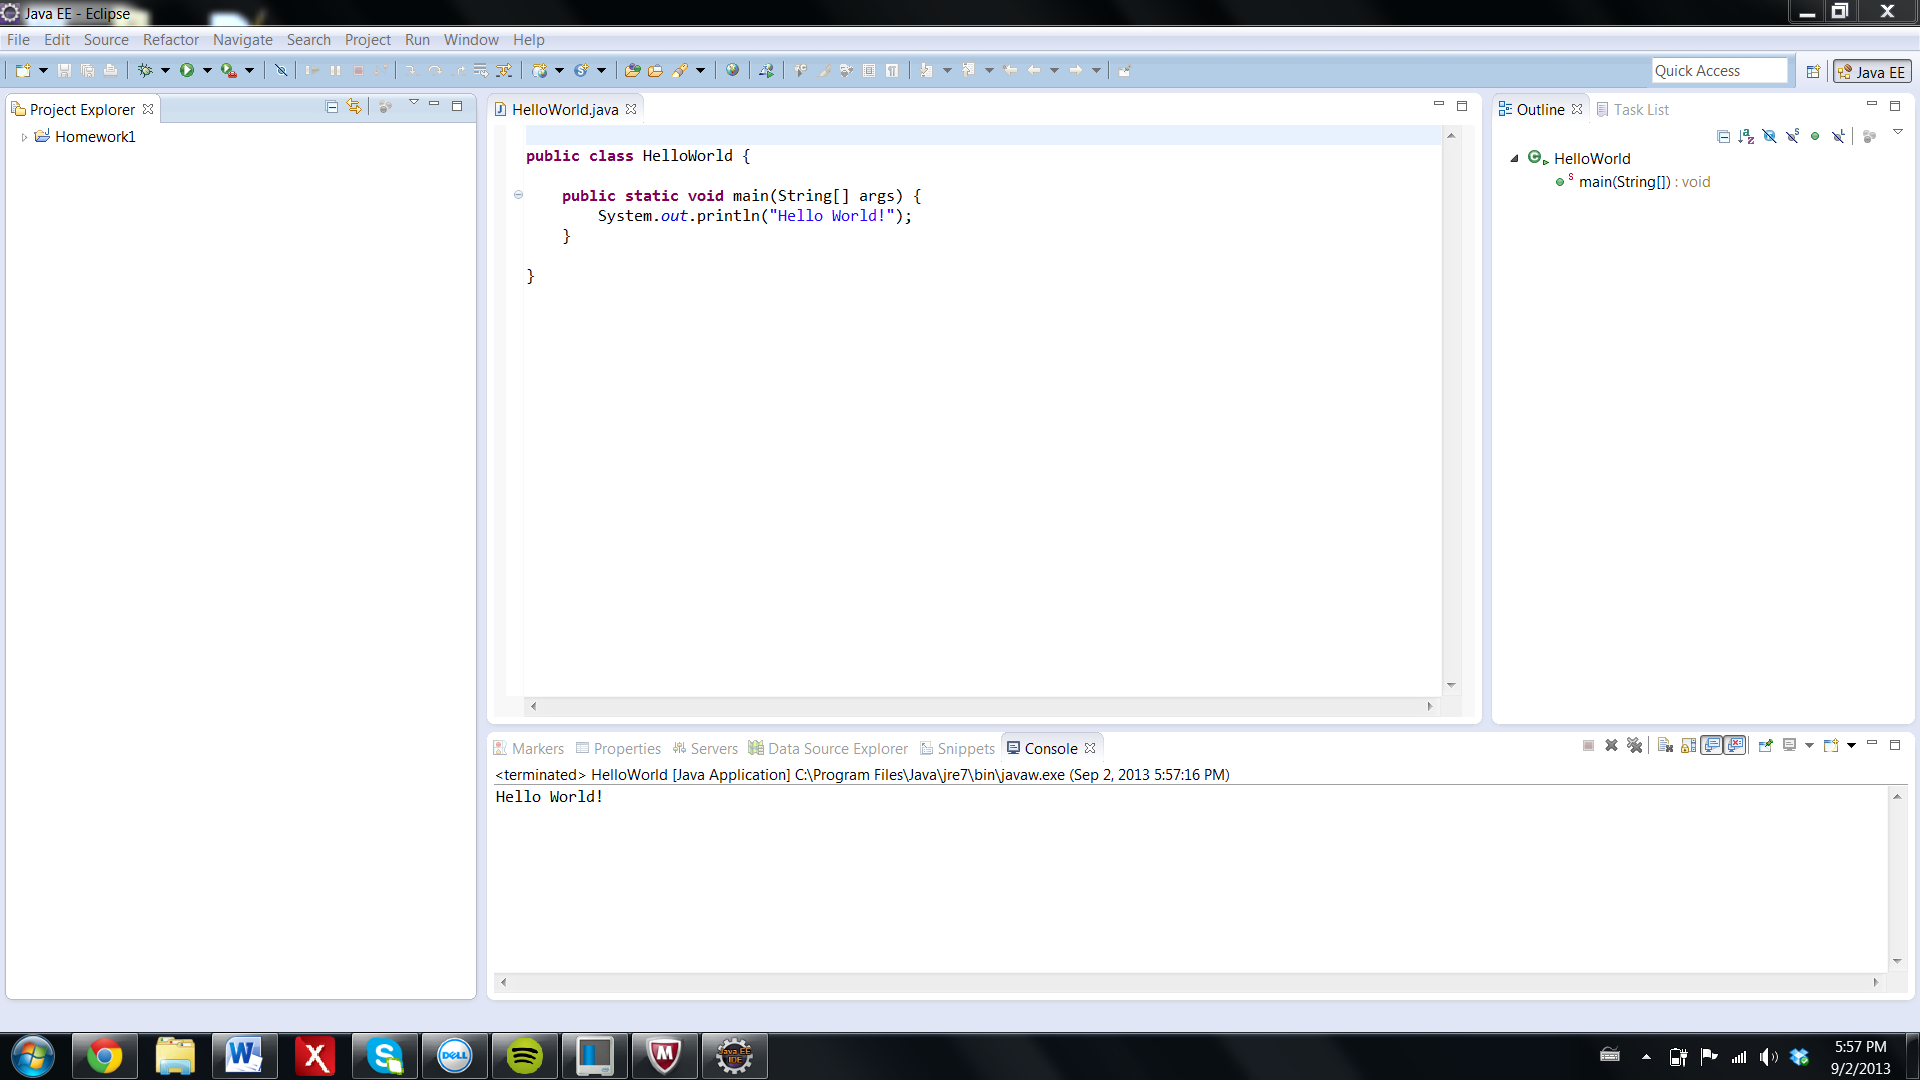 Java EE - Eclipse
File Edit Source Refactor Navigate Search Project Run Window Help
Quick Access
Java EE
Project Explorer
Homework1
HelloWorld.java
public class HelloWorld {
public static void main(String[] args) {
System.out.println("Hello World!");
}
}
Outline Task List
HelloWorld
main(String[]) : void
Markers Properties Servers Data Source Explorer Snippets Console
<terminated> HelloWorld [Java Application] C:\Program Files\Java\jre7\bin\javaw.exe (Sep 2, 2013 5:57:16 PM)
Hello World!
W
X
S
DELL
Java EE
IDE
5:57 PM
9/2/2013